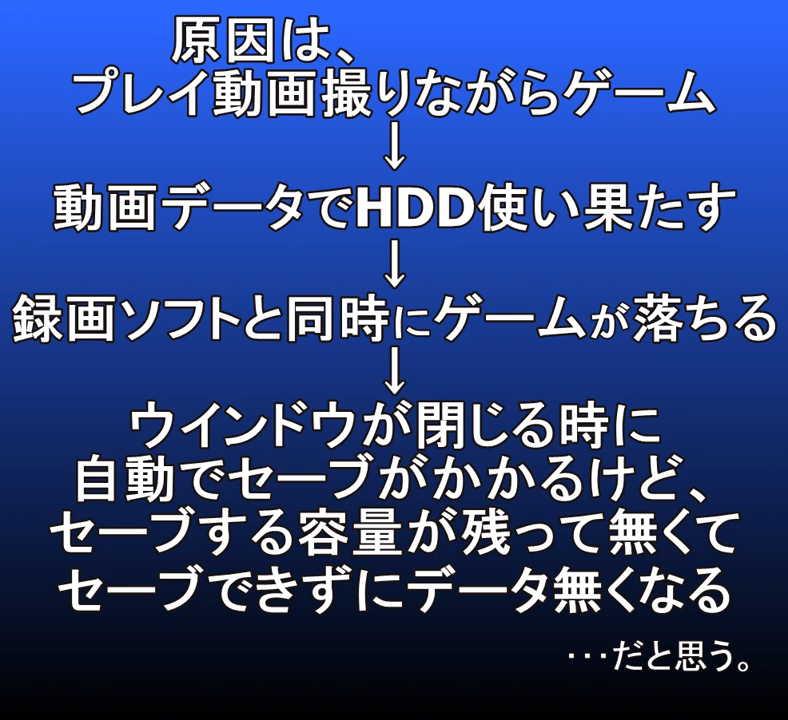 原因は、
プレイ動画撮りながらゲーム
↓
動画データでHDD使い果たす
↓
録画ソフトと同時にゲームが落ちる
↓
ウインドウが閉じる時に
自動でセーブがかかるけど、
セーブする容量が残って無くて
セーブできずにデータ無くなる
･･･だと思う。